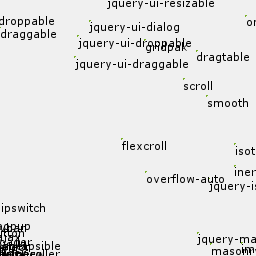 jquery-ui-resizable
droppable
jquery-ui-dialog
draggable
jquery-ui-droppable
gridpak
dragtable
jquery-ui-draggable
scroll
smooth
flexcroll
isot
iner
overflow-auto
jquery-is
ipswitch
jquery-ma
masonr